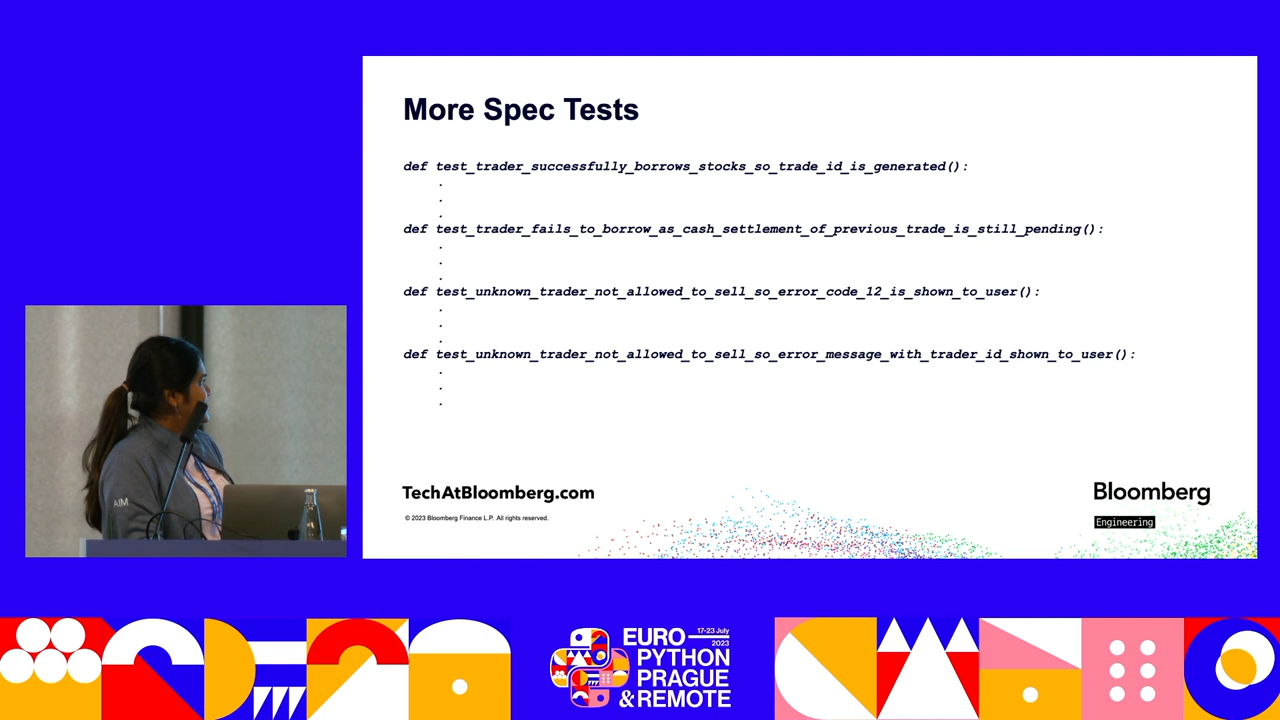 More Spec Tests
def test_trader_successfully_borrows_stocks_so_trade_id_is_generated():
.
.
.
def test_trader_fails_to_borrow_as_cash_settlement_of_previous_trade_is_still_pending():
.
.
.
def test_unknown_trader_not_allowed_to_sell_so_error_code_12_is_shown_to_user():
.
.
.
def test_unknown_trader_not_allowed_to_sell_so_error_message_with_trader_id_shown_to_user():
.
.
.
TechAtBloomberg.com
© 2023 Bloomberg Finance L.P. All rights reserved.
Bloomberg
Engineering
AIM
EURO 17-23 July
2023
PYTHON
PRAGUE
& REMOTE